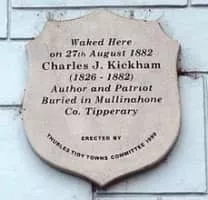 Waked Here
on 27th August 1882
Charles J. Kickham
(1826 - 1882)
Author and Patriot
Buried in Mullinahone
Co. Tipperary
ERECTED BY
THURLES TIDY TOWNS COMMITTEE 1999